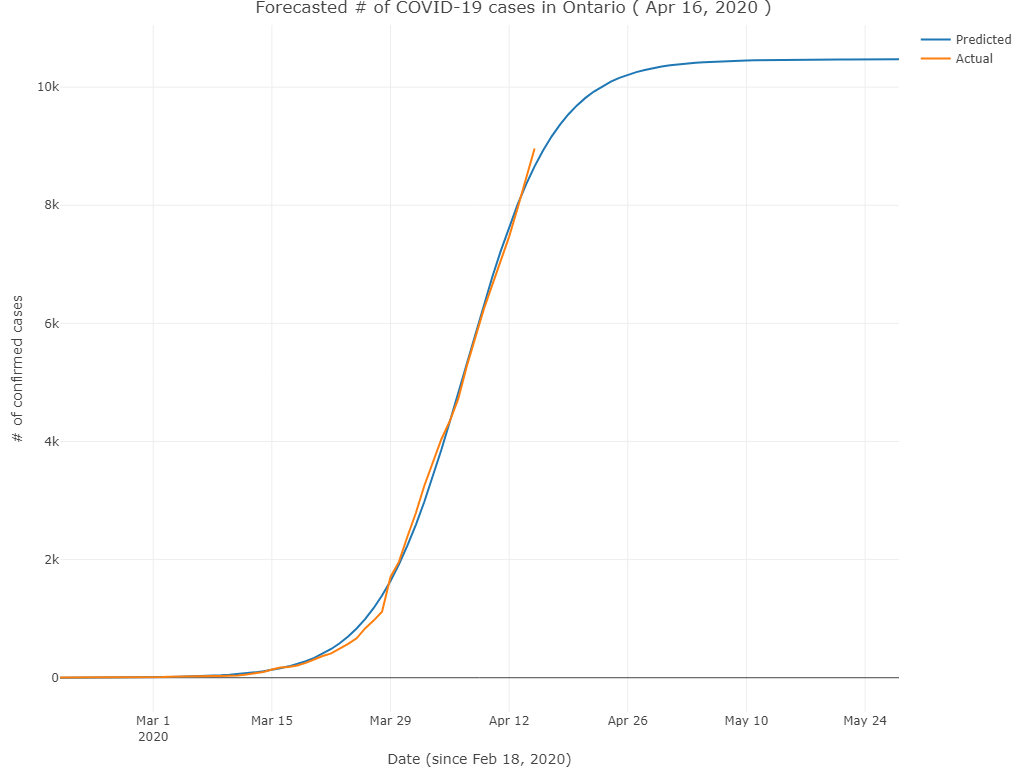 Forecasted # of COVID-19 cases in Ontario ( Apr 16, 2020 )
Predicted
Actual
10k
8k
6k
4k
2k
0
# of confirmed cases
Mar 1
2020
Mar 15
Mar 29
Apr 12
Apr 26
May 10
May 24
Date (since Feb 18, 2020)